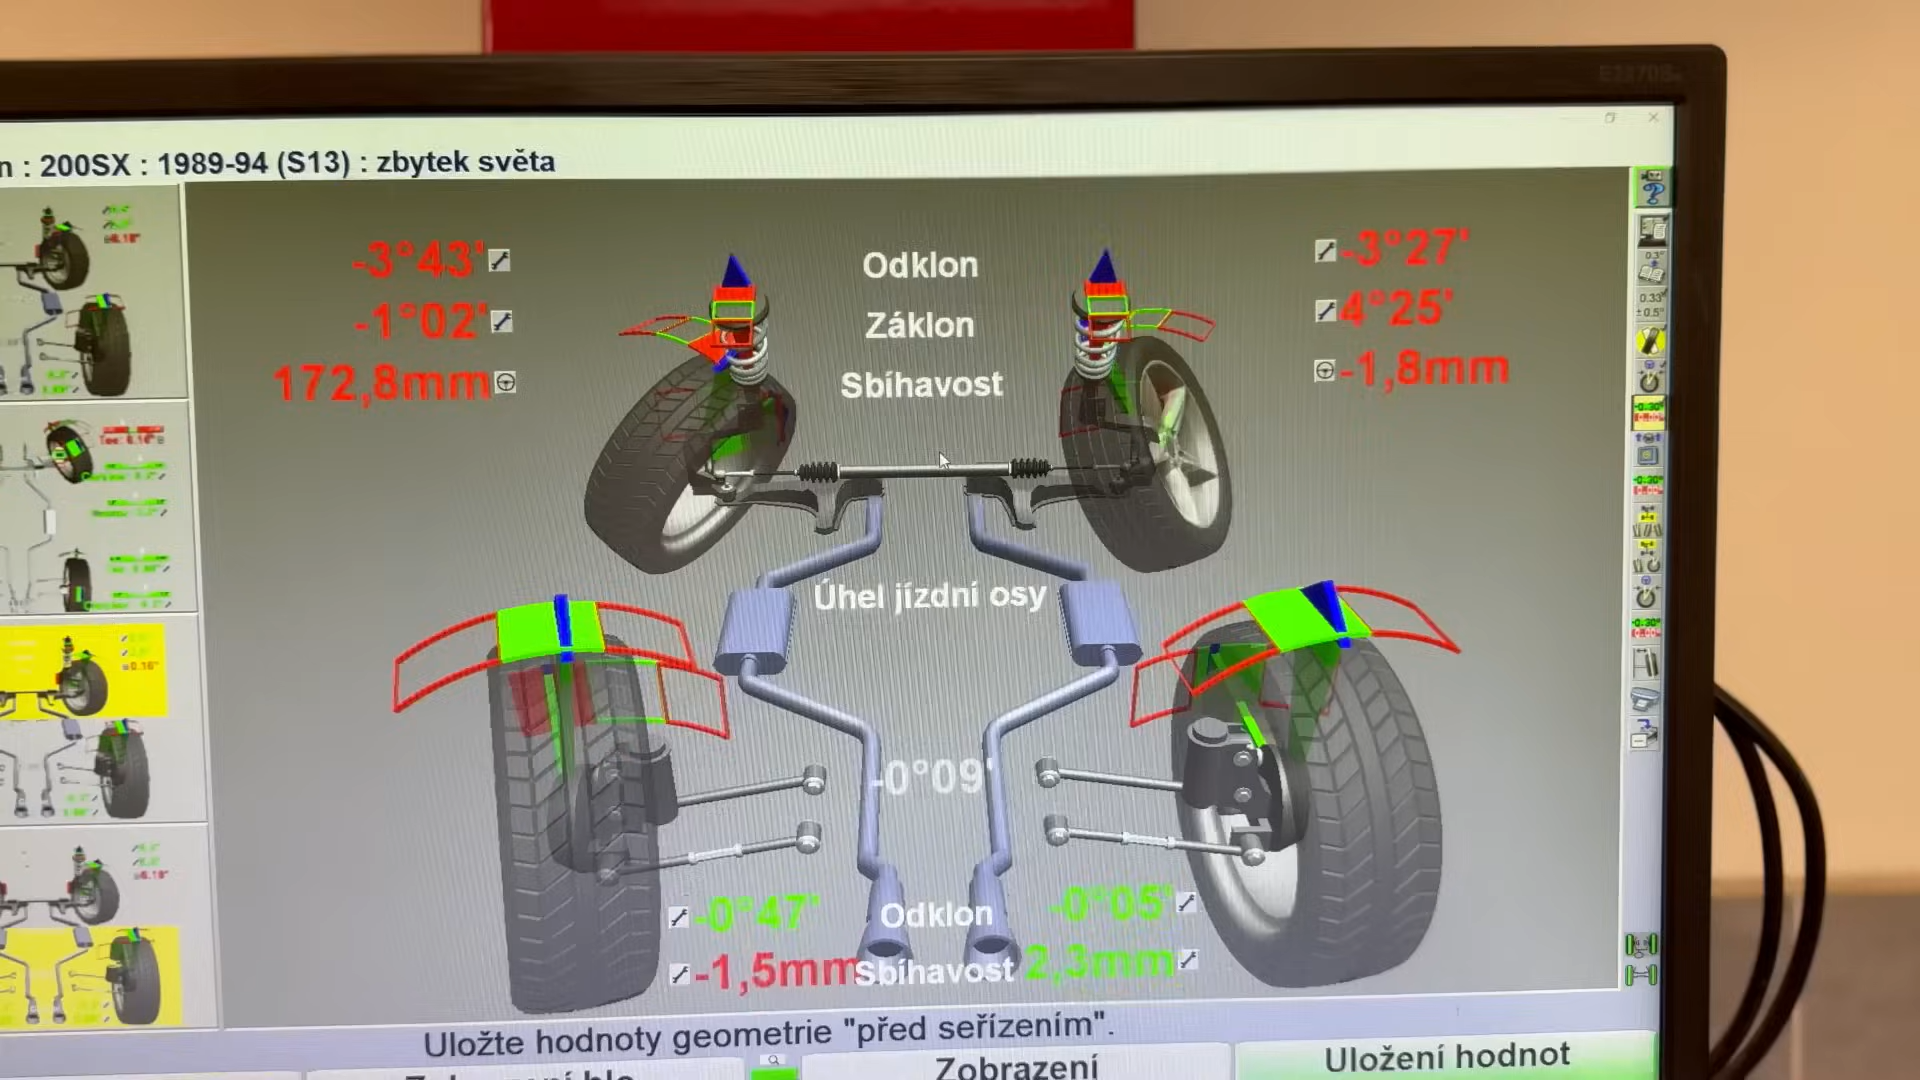 n : 200SX : 1989-94 (S13) : zbytek světa
-3°43' Odklon -3°27'
-1°02' Záklon 4°25'
172,8mm Sbíhavost -1,8mm
Úhel jízdní osy
-0°09'
-0°47' Odklon -0°05'
-1,5mm Sbíhavost 2,3mm
Uložte hodnoty geometrie "před seřízením".
Zobrazení
Uložení hodnot